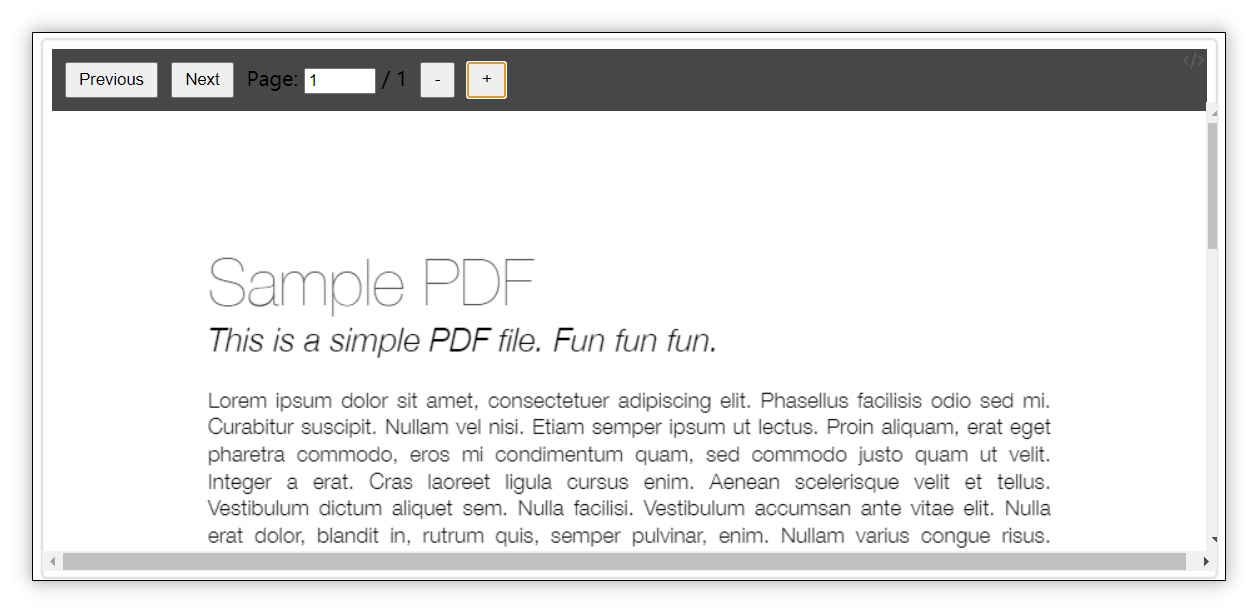 Previous Next Page: 1 / 1 - +
</>
Sample PDF
This is a simple PDF file. Fun fun fun.
Lorem ipsum dolor sit amet, consectetuer adipiscing elit. Phasellus facilisis odio sed mi.
Curabitur suscipit. Nullam vel nisi. Etiam semper ipsum ut lectus. Proin aliquam, erat eget
pharetra commodo, eros mi condimentum quam, sed commodo justo quam ut velit.
Integer a erat. Cras laoreet ligula cursus enim. Aenean scelerisque velit et tellus.
Vestibulum dictum aliquet sem. Nulla facilisi. Vestibulum accumsan ante vitae elit. Nulla
erat dolor, blandit in, rutrum quis, semper pulvinar, enim. Nullam varius congue risus.